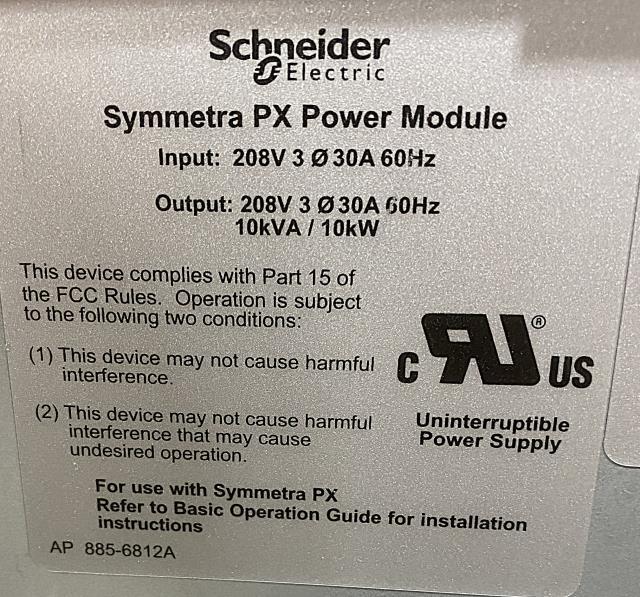 Schneider
Electric
Symmetra PX Power Module
Input: 208V 3 Ø 30A 60Hz
Output: 208V 3 Ø 30A 60Hz
10kVA / 10kW
This device complies with Part 15 of
the FCC Rules. Operation is subject
to the following two conditions:
(1) This device may not cause harmful
interference.
(2) This device may not cause harmful
interference that may cause
undesired operation.
C RU® US
Uninterruptible
Power Supply
For use with Symmetra PX
Refer to Basic Operation Guide for installation
instructions
AP 885-6812A